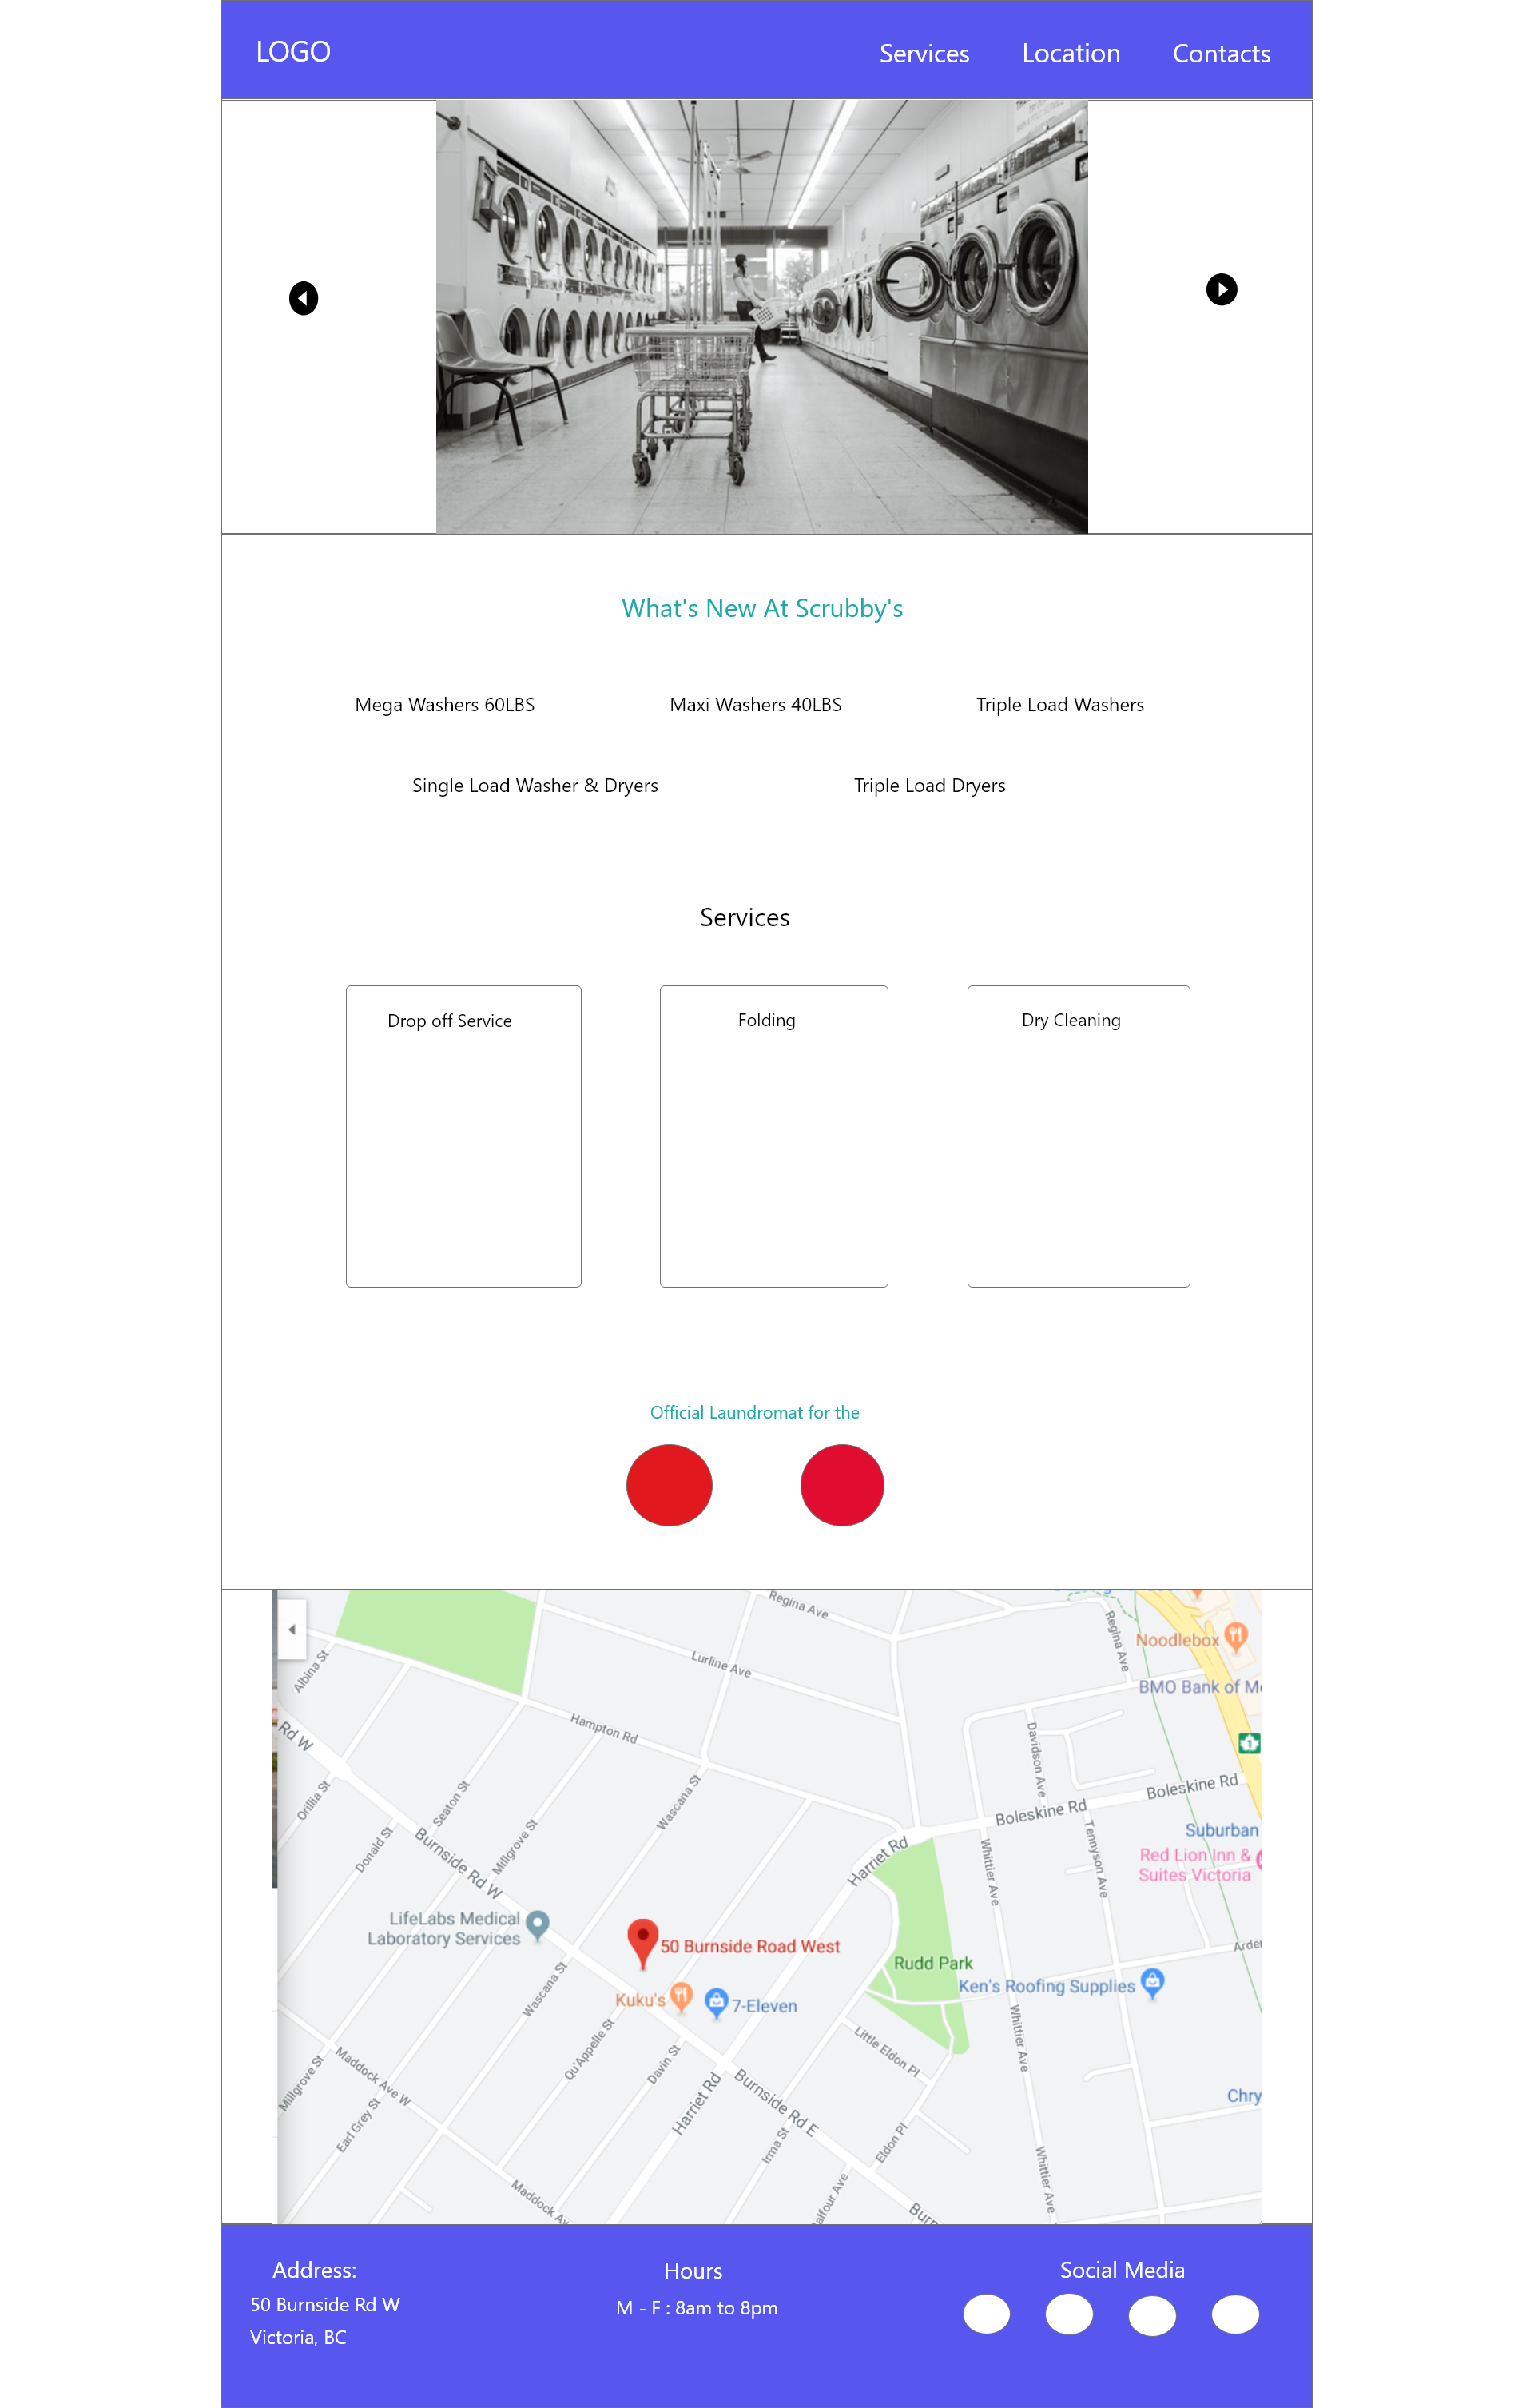 LOGO
Services
Location
Contacts
What's New At Scrubby's
Mega Washers 60LBS
Maxi Washers 40LBS
Triple Load Washers
Single Load Washer & Dryers
Triple Load Dryers
Services
Drop off Service
Folding
Dry Cleaning
Official Laundromat for the
Regina Ave
Regina Ave
Noodlebox
Albina St
Lurline Ave
BMO Bank of Mo
Rd W
Hampton Rd
Davidson Ave
1
Orillia St
Seaton St
Wascana St
Boleskine Rd
Boleskine Rd
Donald St
Burnside Rd W
Millgrove St
Harriet Rd
Whittier Ave
Tennyson Ave
Suburban
Red Lion Inn &
Suites Victoria
LifeLabs Medical
Laboratory Services
50 Burnside Road West
Rudd Park
Arder
Ken's Roofing Supplies
Wascana St
Kuku's
7-Eleven
Qu'Appelle St
Davin St
Little Eldon Pl
Whittier Ave
Millgrove St
Maddock Ave W
Earl Grey St
Harriet Rd
Burnside Rd E
Irma St
Eldon Pl
Chry
Maddock Av
alfour Ave
Burn
Whittier Ave
Address:
50 Burnside Rd W
Victoria, BC
Hours
M - F : 8am to 8pm
Social Media